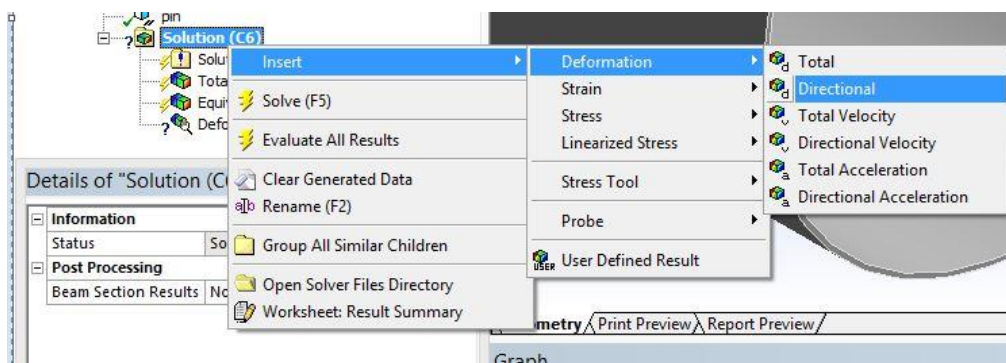 pin
Solution (C6)
Solu
Tota
Equi
Defo
Insert
Solve (F5)
Evaluate All Results
Clear Generated Data
Rename (F2)
Group All Similar Children
Open Solver Files Directory
Worksheet: Result Summary
Deformation
Strain
Stress
Linearized Stress
Stress Tool
Probe
USER User Defined Result
Total
Directional
Total Velocity
Directional Velocity
Total Acceleration
Directional Acceleration
Details of "Solution (C
Information
Status So
Post Processing
Beam Section Results No
ometry Print Preview Report Preview
Graph